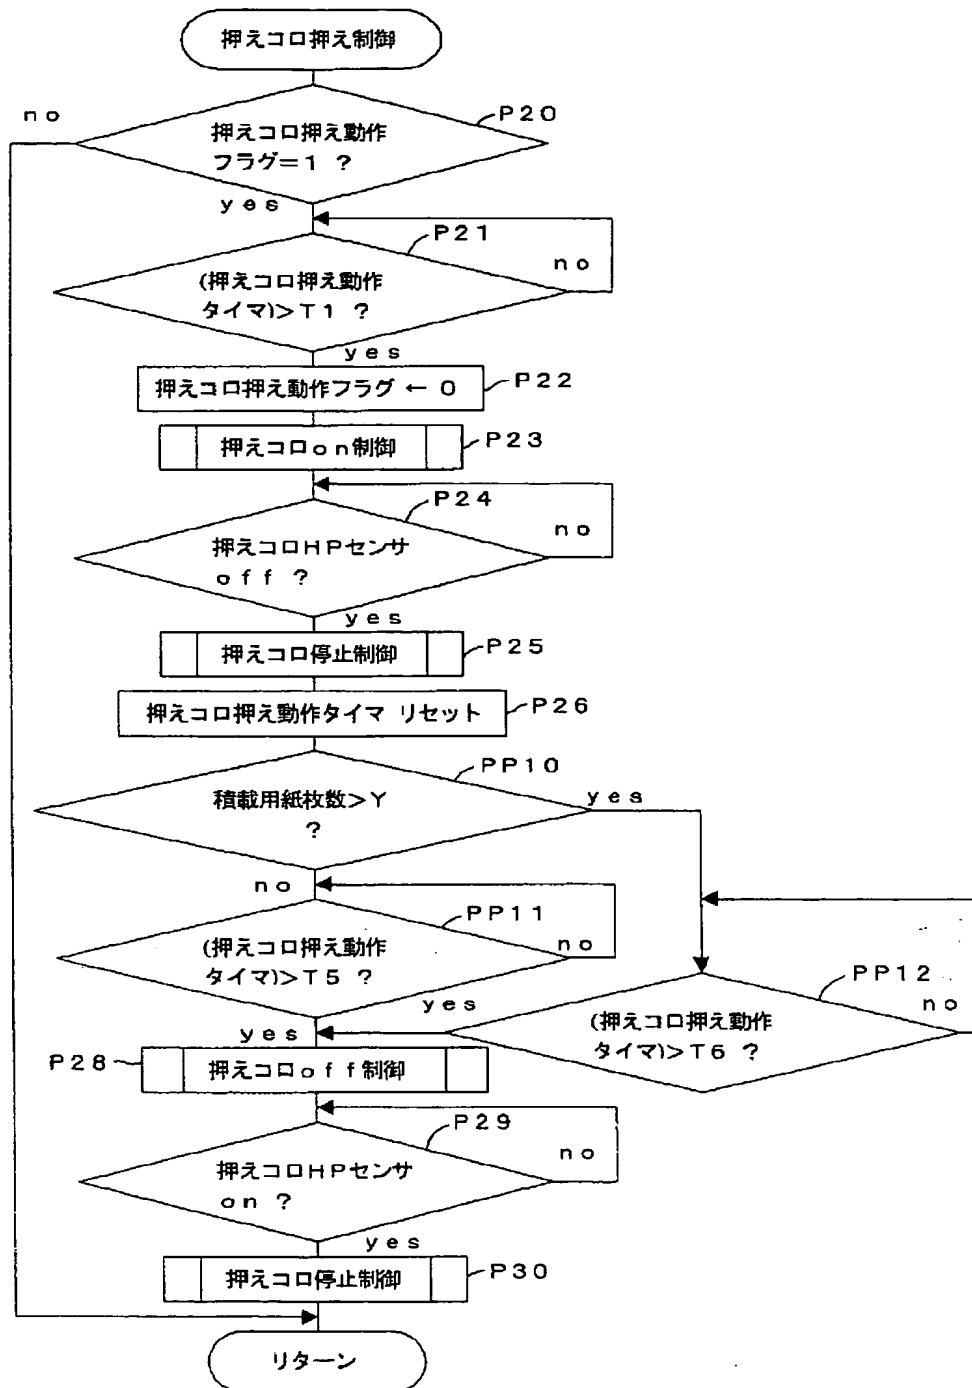 押えコロ押え制御
no
P20
押えコロ押え動作
フラグ=1 ?
yes
P21
no
(押えコロ押え動作
タイマ)>T1 ?
yes
押えコロ押え動作フラグ ← 0
P22
押えコロon制御
P23
P24
no
押えコロHPセンサ
off ?
yes
押えコロ停止制御
P25
押えコロ押え動作タイマ リセット
P26
PP10
積載用紙枚数>Y
?
yes
no
PP11
no
(押えコロ押え動作
タイマ)>T5 ?
yes
PP12
no
(押えコロ押え動作
タイマ)>T6 ?
yes
P28
押えコロoff制御
P29
no
押えコロHPセンサ
on ?
yes
押えコロ停止制御
P30
リターン